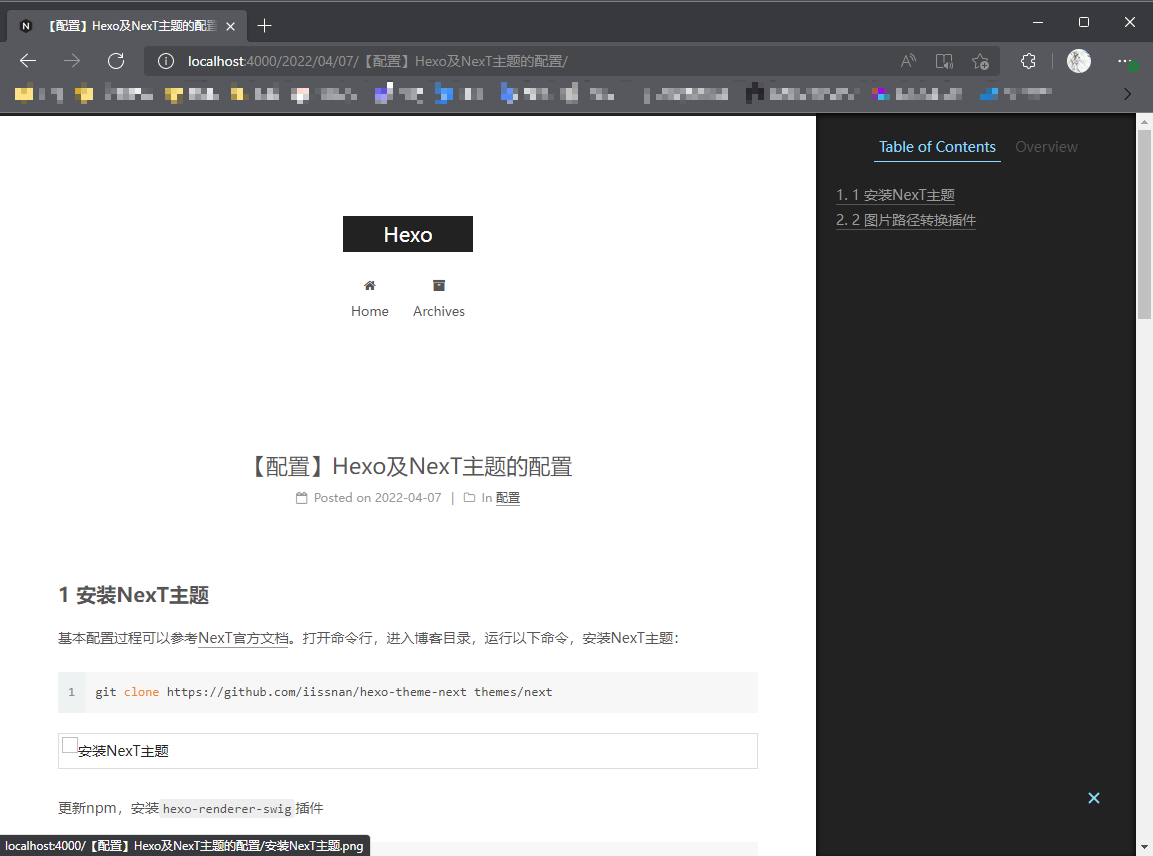 N 【配置】Hexo及NexT主题的配置
localhost:4000/2022/04/07/【配置】Hexo及NexT主题的配置/
Table of Contents Overview
1. 1 安装NexT主题
2. 2 图片路径转换插件
Hexo
Home Archives
【配置】Hexo及NexT主题的配置
Posted on 2022-04-07 | In 配置
1 安装NexT主题
基本配置过程可以参考NexT官方文档。打开命令行，进入博客目录，运行以下命令，安装NexT主题：
1 git clone https://github.com/iissnan/hexo-theme-next themes/next
安装NexT主题
更新npm，安装 hexo-renderer-swig 插件
localhost:4000/【配置】Hexo及NexT主题的配置/安装NexT主题.png